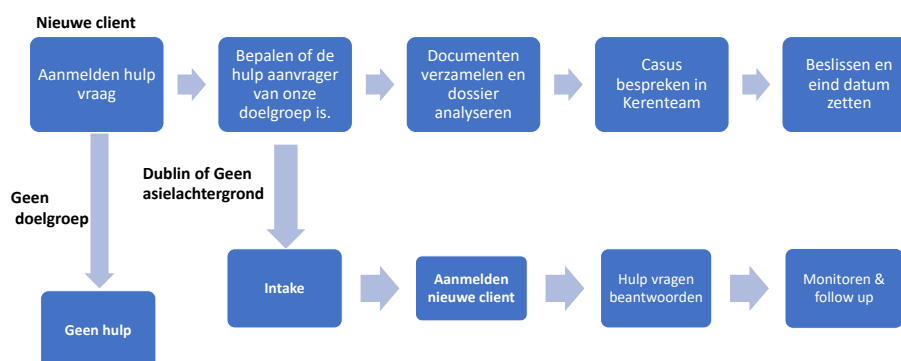 Nieuwe client
Aanmelden hulp
vraag
Bepalen of de
hulp aanvrager
van onze
doelgroep is.
Documenten
verzamelen en
dossier
analyseren
Casus
bespreken in
Kerenteam
Beslissen en
eind datum
zetten
Geen
doelgroep
Dublin of Geen
asielachtergrond
Geen hulp
Intake
Aanmelden
nieuwe client
Hulp vragen
beantwoorden
Monitoren &
follow up